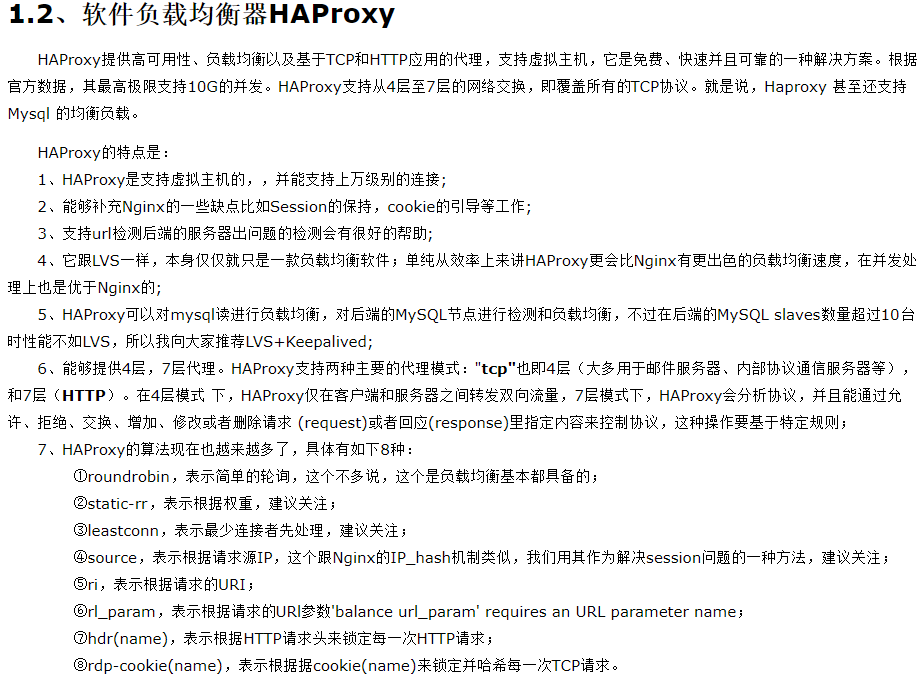 1.2、软件负载均衡器HAProxy
HAProxy提供高可用性、负载均衡以及基于TCP和HTTP应用的代理，支持虚拟主机，它是免费、快速并且可靠的一种解决方案。根据
官方数据，其最高极限支持10G的并发。HAProxy支持从4层至7层的网络交换，即覆盖所有的TCP协议。就是说，Haproxy 甚至还支持
Mysql 的均衡负载。
HAProxy的特点是：
1、HAProxy是支持虚拟主机的，，并能支持上万级别的连接；
2、能够补充Nginx的一些缺点比如Session的保持，cookie的引导等工作；
3、支持url检测后端的服务器出问题的检测会有很好的帮助；
4、它跟LVS一样，本身仅仅就只是一款负载均衡软件；单纯从效率上来讲HAProxy更会比Nginx有更出色的负载均衡速度，在并发处
理上也是优于Nginx的；
5、HAProxy可以对mysql读进行负载均衡，对后端的MySQL节点进行检测和负载均衡，不过在后端的MySQL slaves数量超过10台
时性能不如LVS，所以我向大家推荐LVS+Keepalived；
6、能够提供4层，7层代理。HAProxy支持两种主要的代理模式："tcp"也即4层（大多用于邮件服务器、内部协议通信服务器等），
和7层（HTTP）。在4层模式 下，HAProxy仅在客户端和服务器之间转发双向流量，7层模式下，HAProxy会分析协议，并且能通过允
许、拒绝、交换、增加、修改或者删除请求 (request)或者回应(response)里指定内容来控制协议，这种操作要基于特定规则；
7、HAProxy的算法现在也越来越多了，具体有如下8种：
①roundrobin，表示简单的轮询，这个不多说，这个是负载均衡基本都具备的；
②static-rr，表示根据权重，建议关注；
③leastconn，表示最少连接者先处理，建议关注；
④source，表示根据请求源IP，这个跟Nginx的IP_hash机制类似，我们用其作为解决session问题的一种方法，建议关注；
⑤ri，表示根据请求的URI；
⑥rl_param，表示根据请求的URl参数'balance url_param' requires an URL parameter name；
⑦hdr(name)，表示根据HTTP请求头来锁定每一次HTTP请求；
⑧rdp-cookie(name)，表示根据据cookie(name)来锁定并哈希每一次TCP请求。